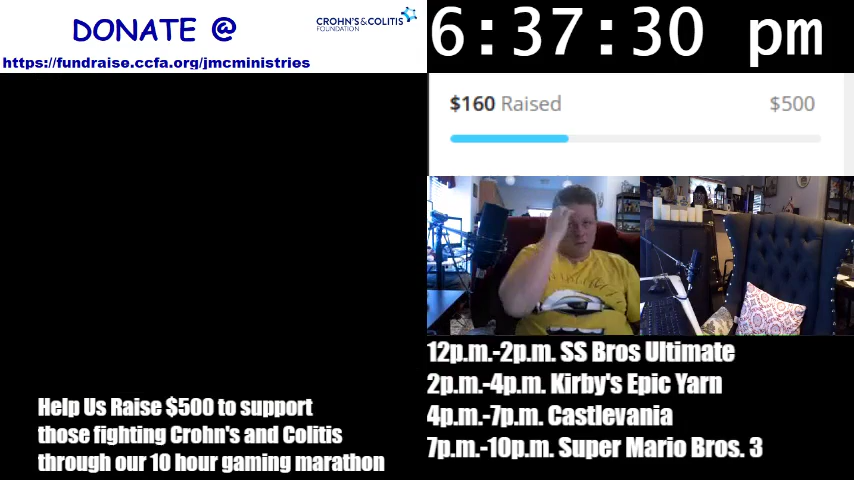 DONATE @
CROHN'S & COLITIS
FOUNDATION
https://fundraise.ccfa.org/jmcministries
6:37:30 pm
$160 Raised
$500
12p.m.-2p.m. SS Bros Ultimate
2p.m.-4p.m. Kirby's Epic Yarn
4p.m.-7p.m. Castlevania
7p.m.-10p.m. Super Mario Bros. 3
Help Us Raise $500 to support
those fighting Crohn's and Colitis
through our 10 hour gaming marathon